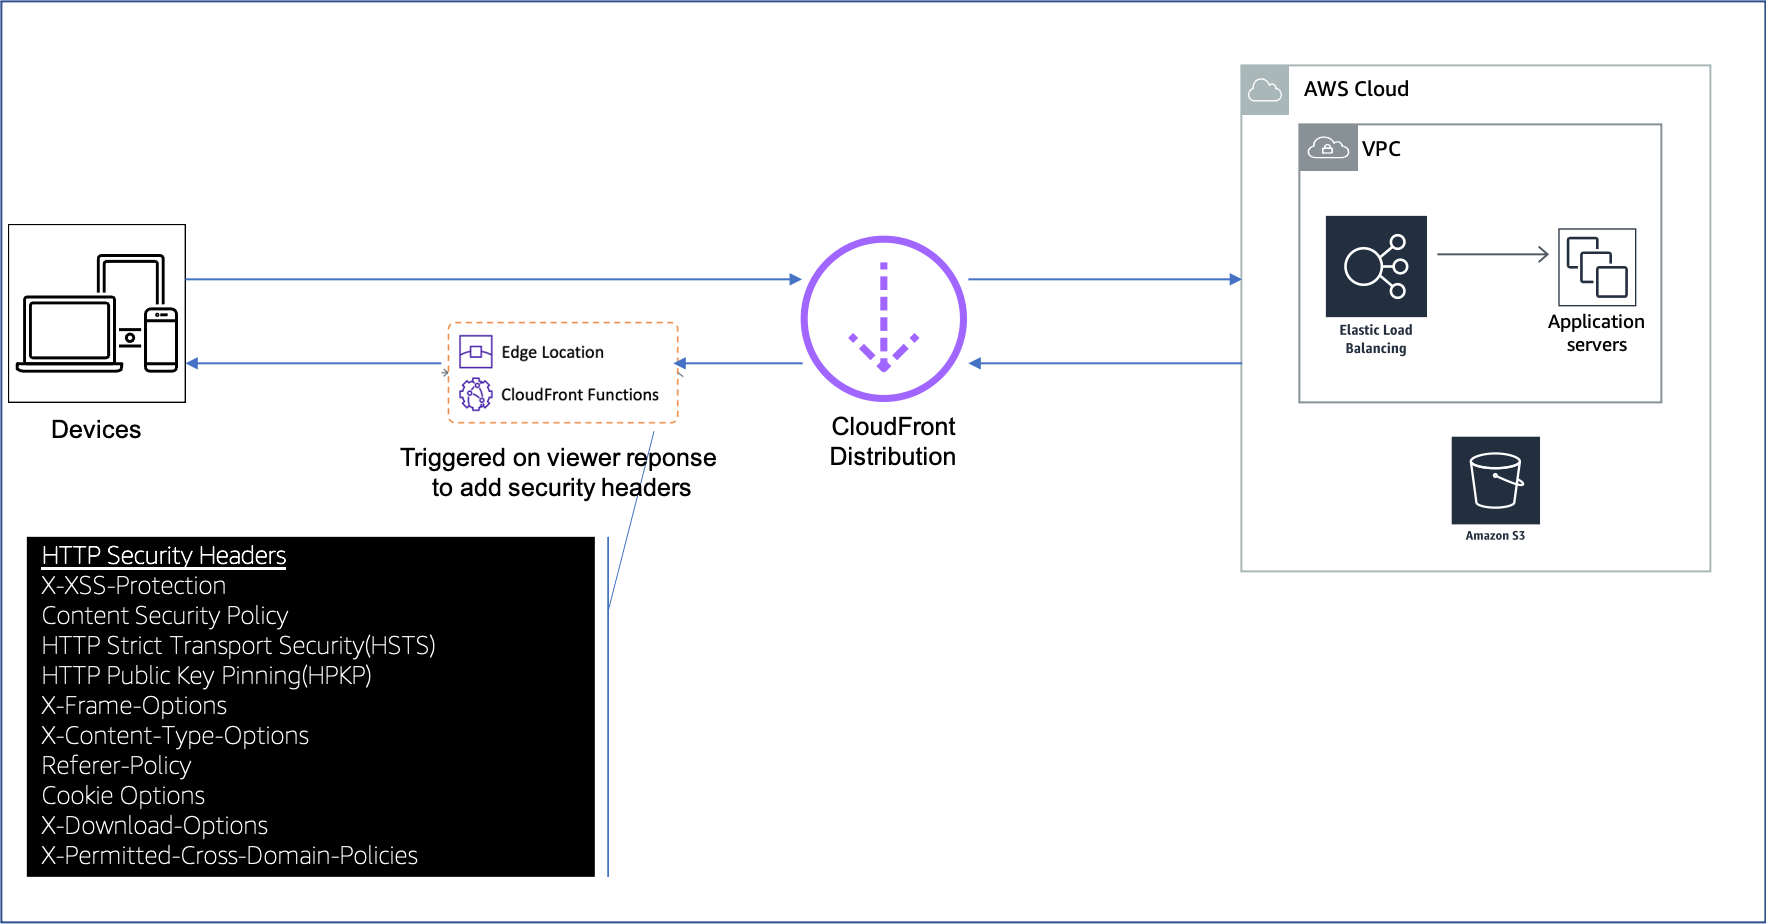 AWS Cloud
VPC
Elastic Load
Balancing
Application
servers
Amazon S3
Devices
Edge Location
CloudFront Functions
Triggered on viewer reponse
to add security headers
CloudFront
Distribution
HTTP Security Headers
X-XSS-Protection
Content Security Policy
HTTP Strict Transport Security(HSTS)
HTTP Public Key Pinning(HPKP)
X-Frame-Options
X-Content-Type-Options
Referer-Policy
Cookie Options
X-Download-Options
X-Permitted-Cross-Domain-Policies